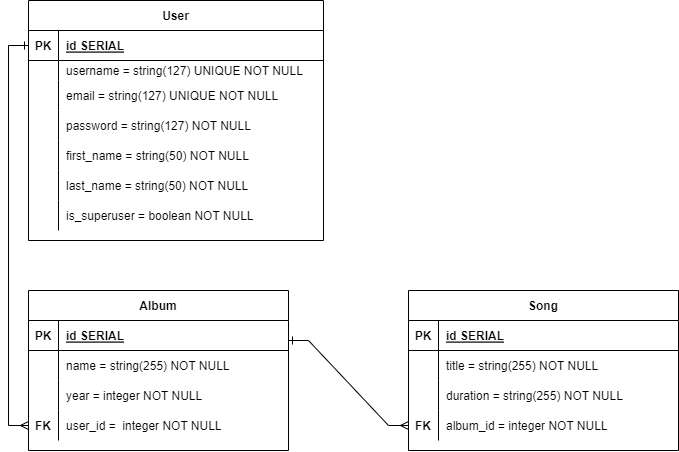 User
PK id SERIAL
username = string(127) UNIQUE NOT NULL
email = string(127) UNIQUE NOT NULL
password = string(127) NOT NULL
first_name = string(50) NOT NULL
last_name = string(50) NOT NULL
is_superuser = boolean NOT NULL
Album
PK id SERIAL
name = string(255) NOT NULL
year = integer NOT NULL
FK user_id = integer NOT NULL
Song
PK id SERIAL
title = string(255) NOT NULL
duration = string(255) NOT NULL
FK album_id = integer NOT NULL